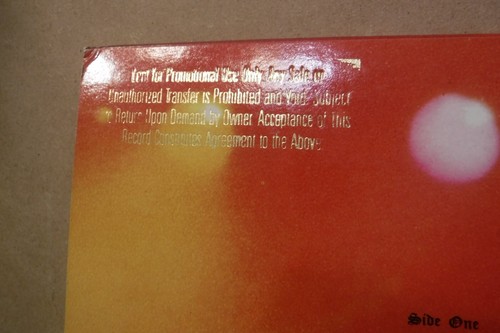 Lent for Promotional Use Only Any Sale or
Unauthorized Transfer is Prohibited and Void. Subject
to Return Upon Demand by Owner Acceptance of This
Record Constitutes Agreement to the Above.
Side One